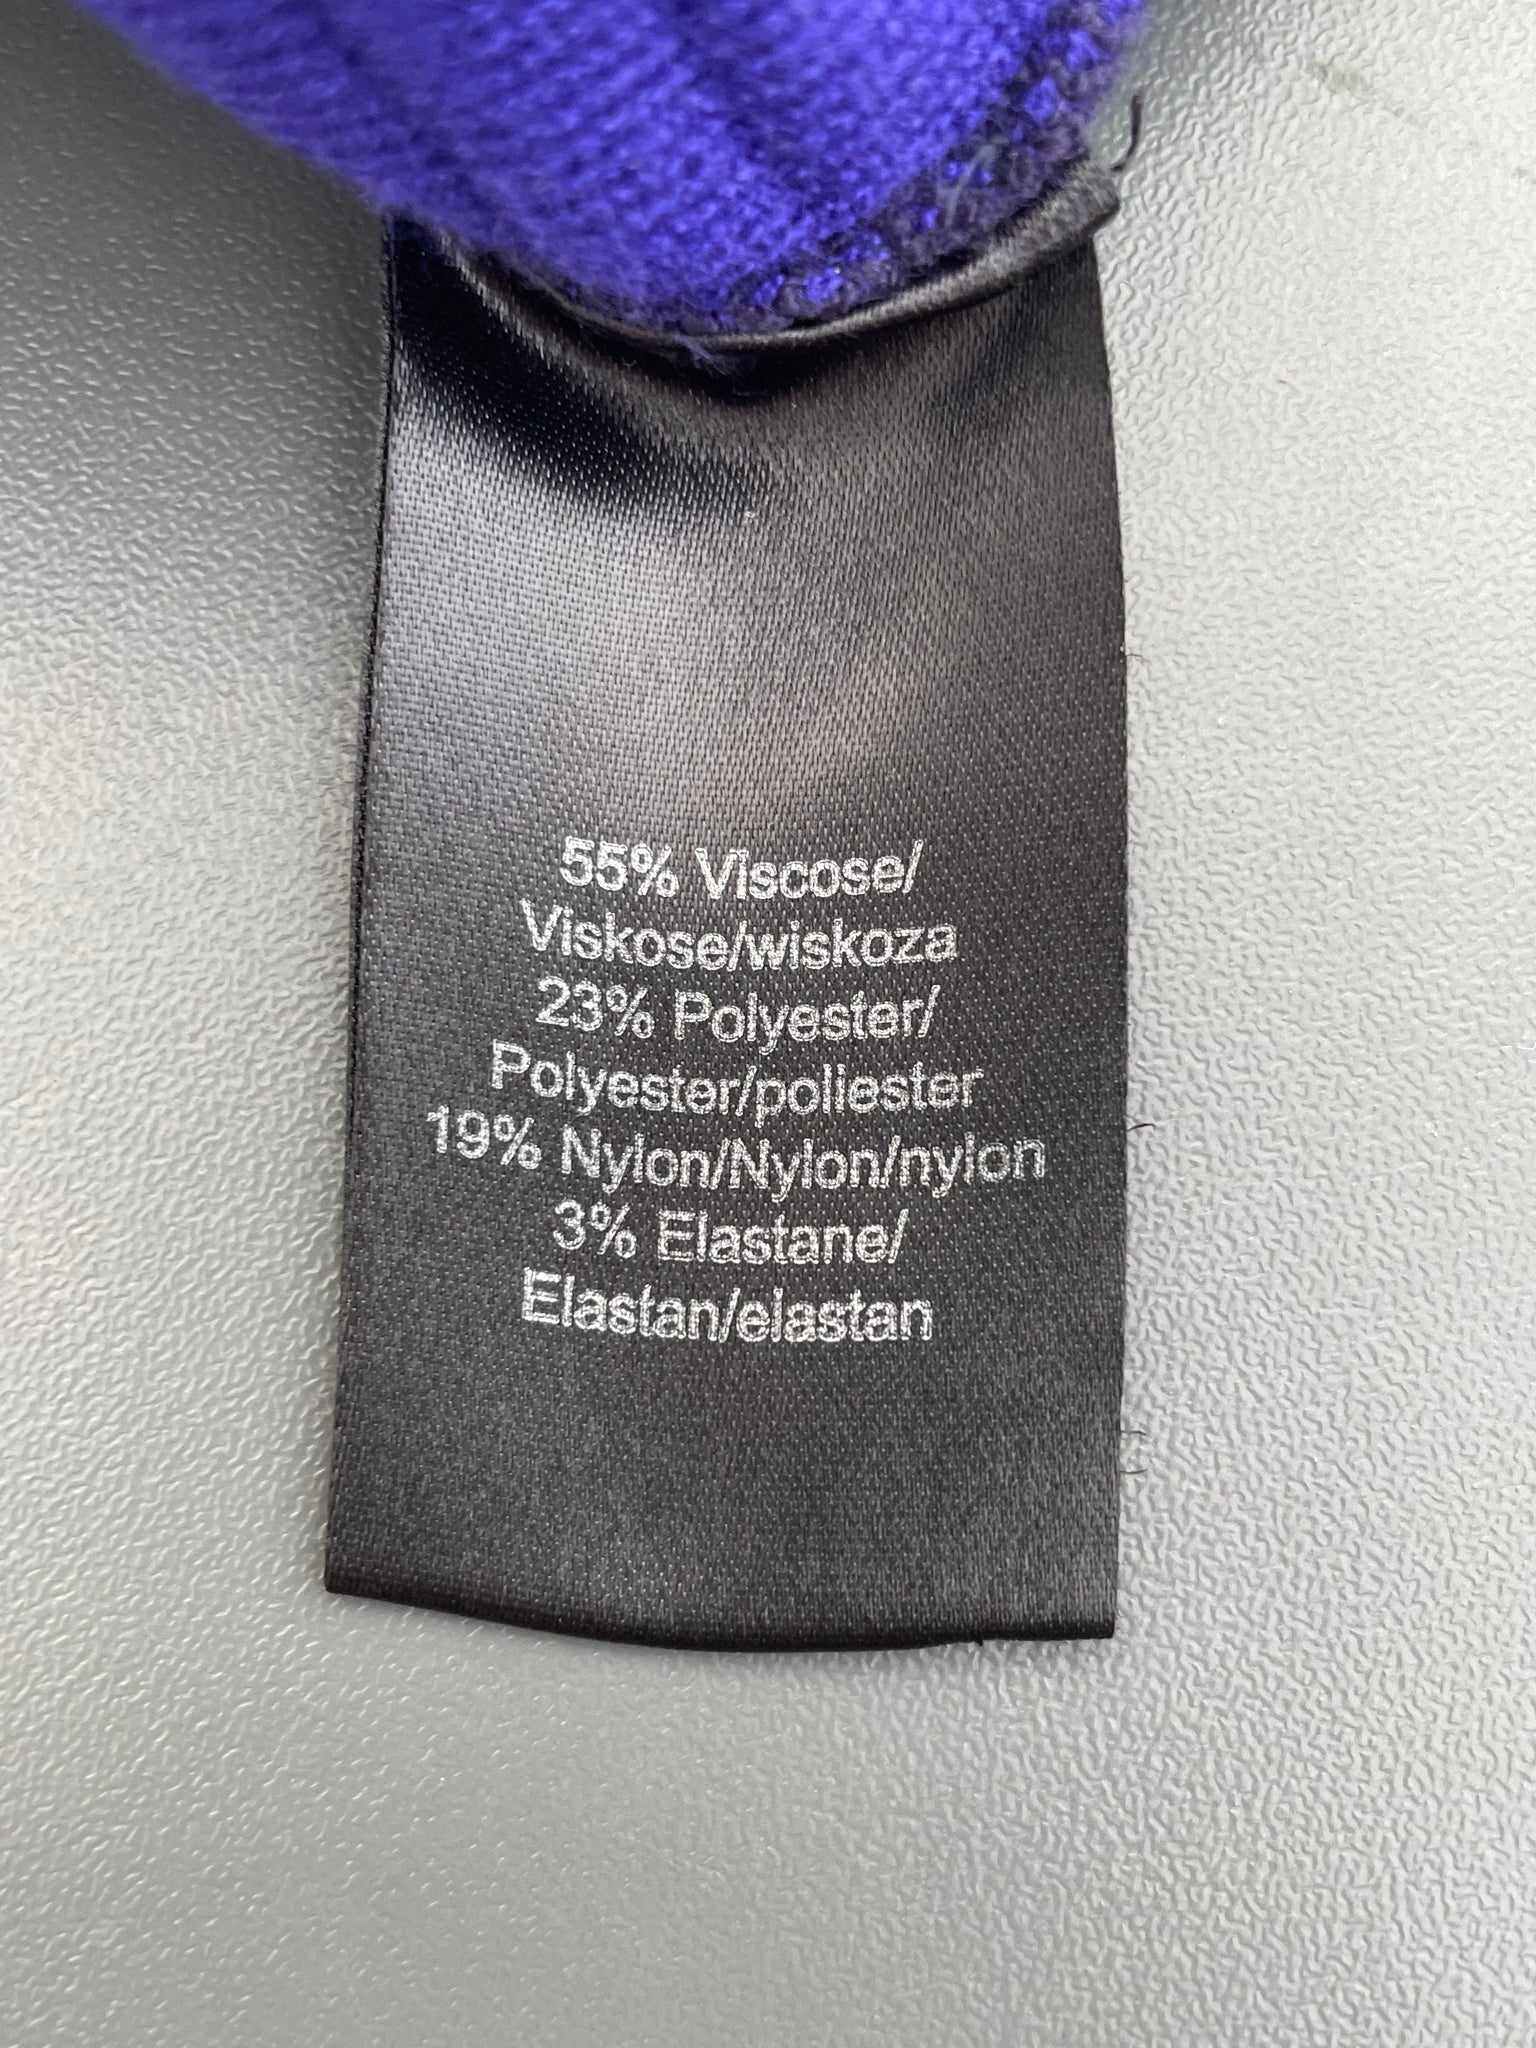 55% Viscose/
Viskose/wiskoza
23% Polyester/
Polyester/poliester
19% Nylon/Nylon/nylon
3% Elastane/
Elastan/elastan